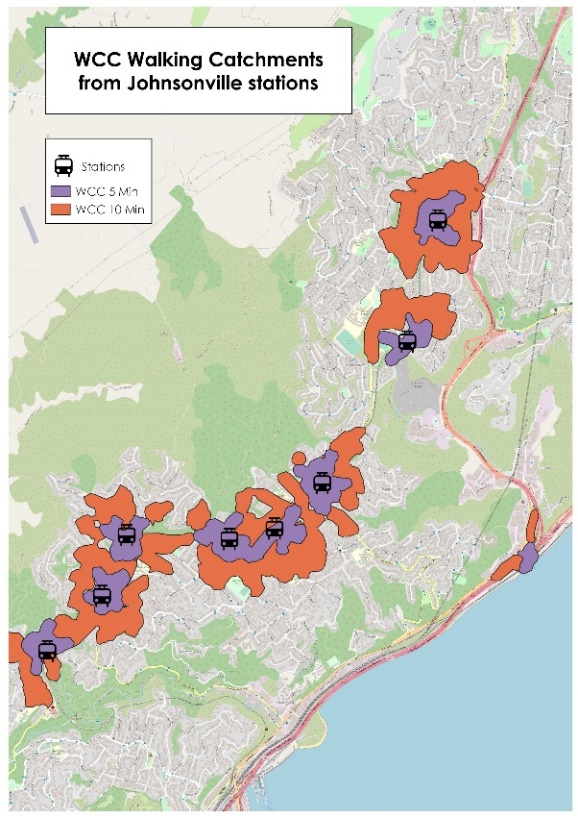 WCC Walking Catchments
from Johnsonville stations
Stations
WCC 5 Min
WCC 10 Min